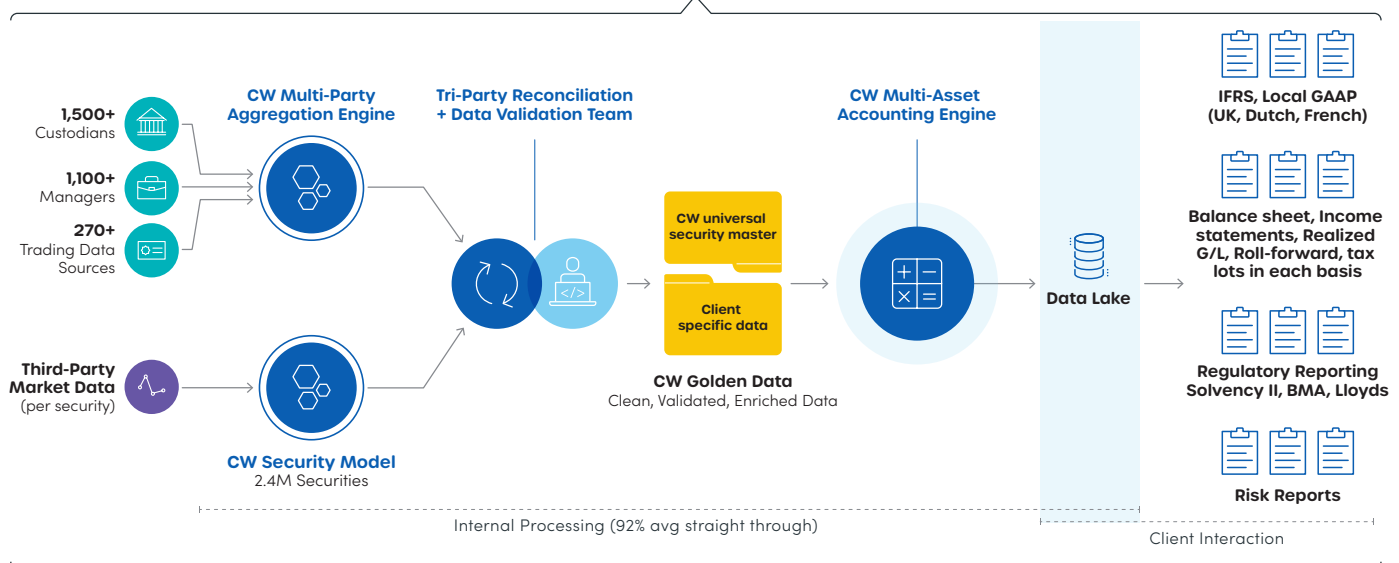 1,500+
Custodians
1,100+
Managers
270+
Trading Data
Sources
Third-Party
Market Data
(per security)
CW Multi-Party
Aggregation Engine
CW Security Model
2.4M Securities
Tri-Party Reconciliation
+ Data Validation Team
</>
CW universal
security master
Client
specific data
CW Golden Data
Clean, Validated, Enriched Data
CW Multi-Asset
Accounting Engine
+ −
× =
Data Lake
IFRS, Local GAAP
(UK, Dutch, French)
Balance sheet, Income
statements, Realized
G/L, Roll-forward, tax
lots in each basis
Regulatory Reporting
Solvency II, BMA, Lloyds
Risk Reports
Internal Processing (92% avg straight through)
Client Interaction